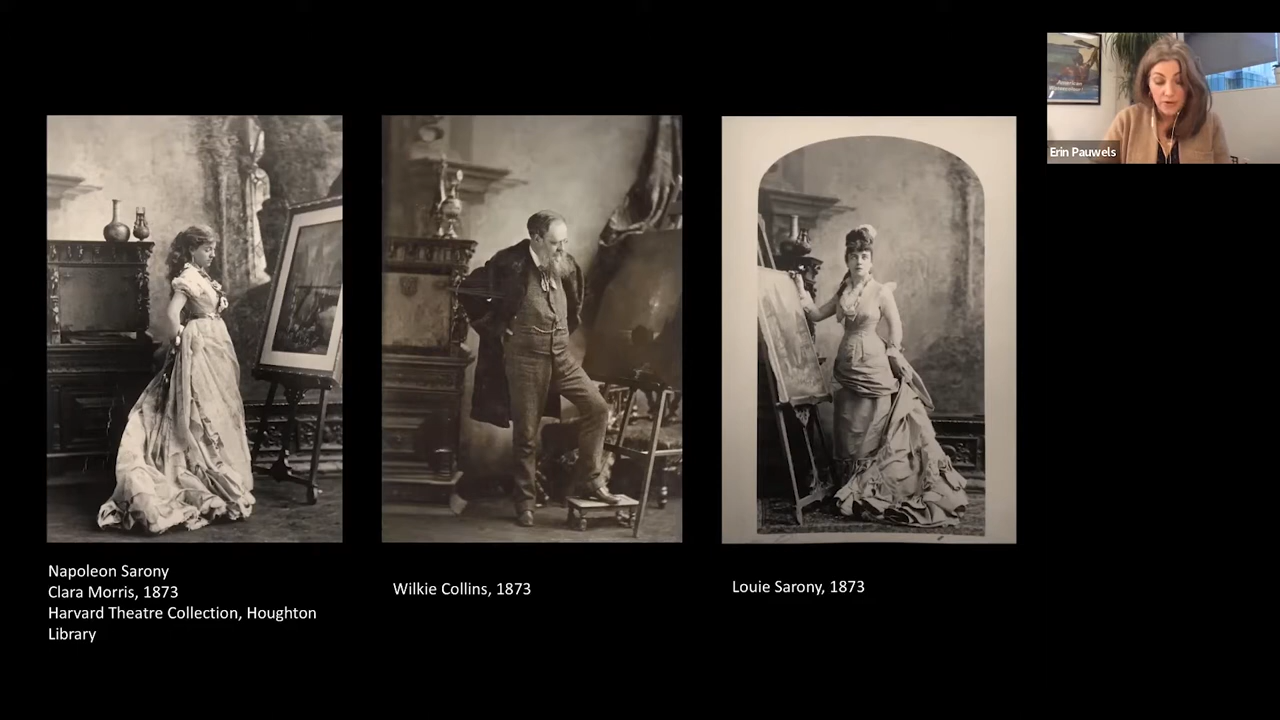 Erin Pauwels
Napoleon Sarony
Clara Morris, 1873
Harvard Theatre Collection, Houghton
Library
Wilkie Collins, 1873
Louie Sarony, 1873